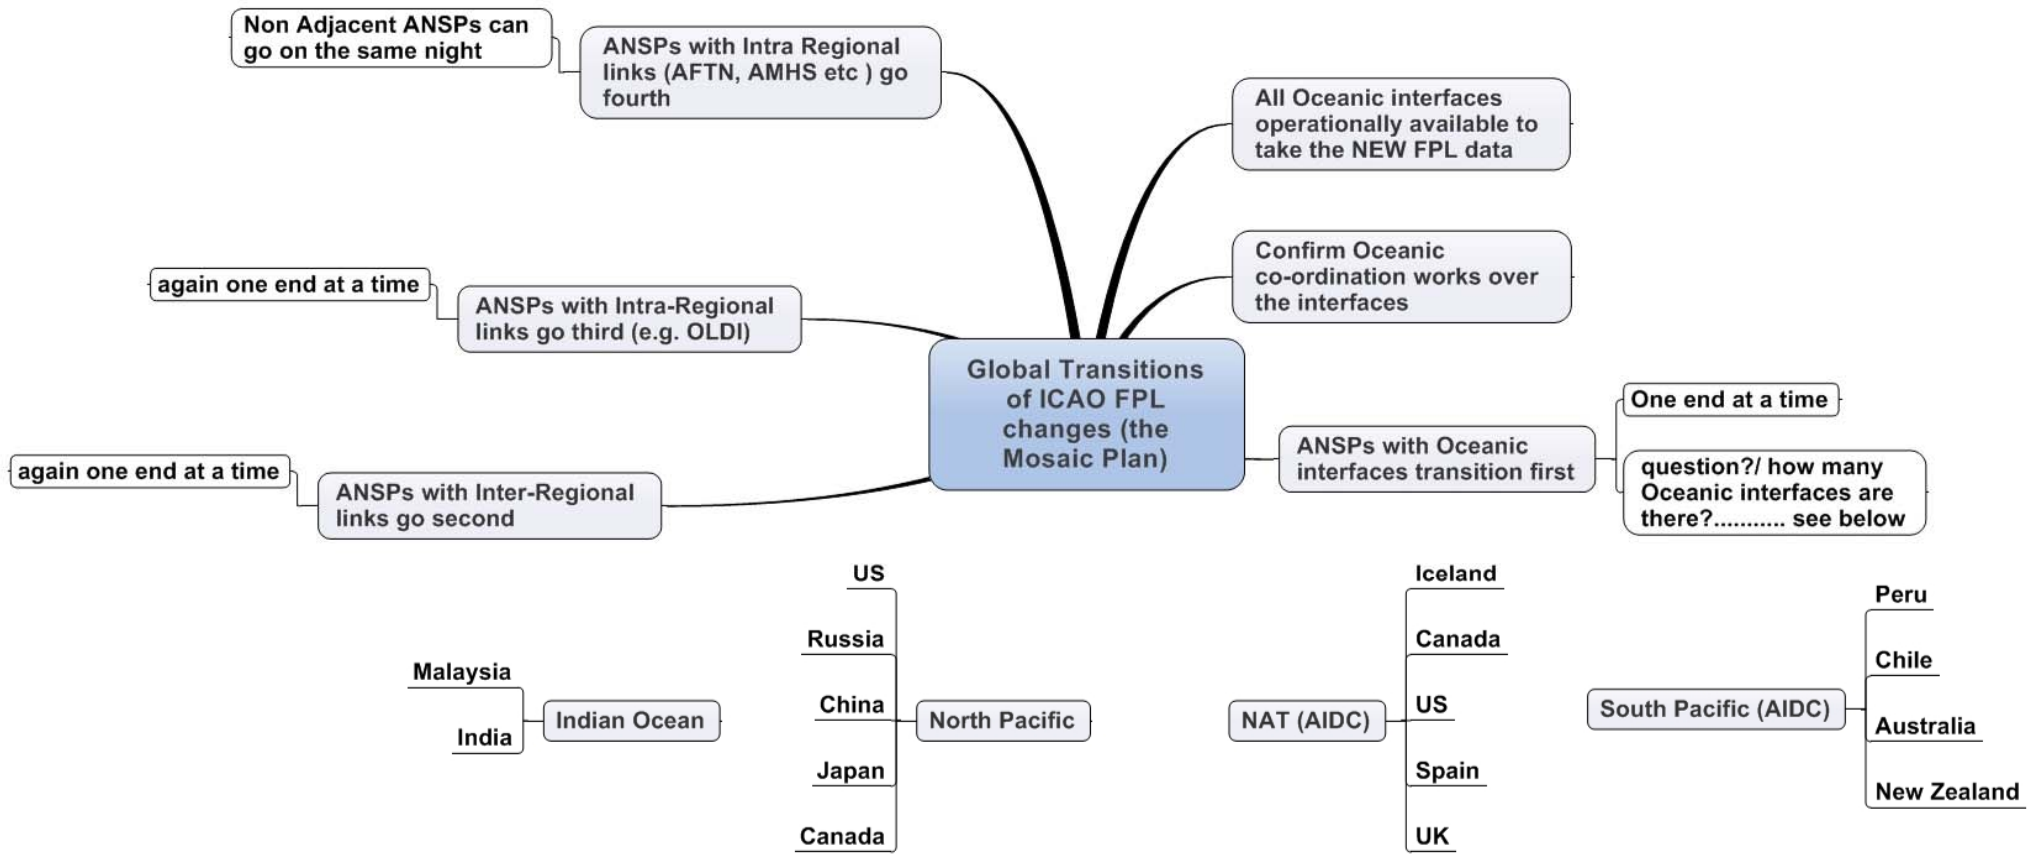 Non Adjacent ANSPs can
go on the same night
ANSPs with Intra Regional
links (AFTN, AMHS etc ) go
fourth
All Oceanic interfaces
operationally available to
take the NEW FPL data
Confirm Oceanic
co-ordination works over
the interfaces
again one end at a time
ANSPs with Intra-Regional
links go third (e.g. OLDI)
Global Transitions
of ICAO FPL
changes (the
Mosaic Plan)
One end at a time
ANSPs with Oceanic
interfaces transition first
question?/ how many
Oceanic interfaces are
there?........... see below
again one end at a time
ANSPs with Inter-Regional
links go second
Malaysia
India
Indian Ocean
US
Russia
China
Japan
Canada
North Pacific
NAT (AIDC)
Iceland
Canada
US
Spain
UK
South Pacific (AIDC)
Peru
Chile
Australia
New Zealand